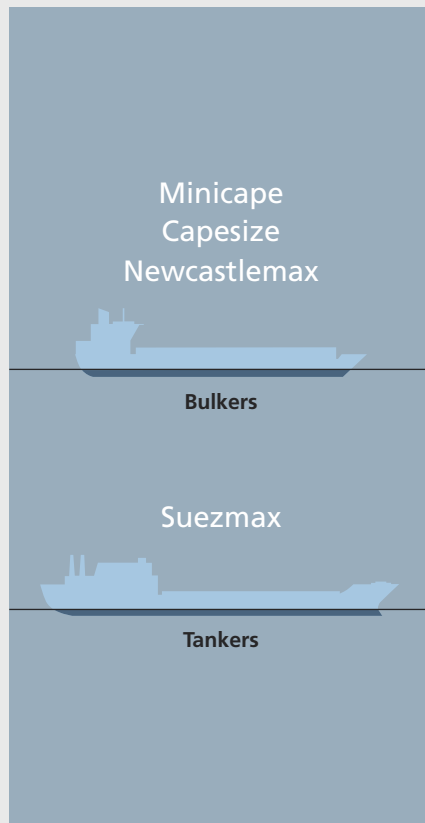 Minicape
Capesize
Newcastlemax
Bulkers
Suezmax
Tankers